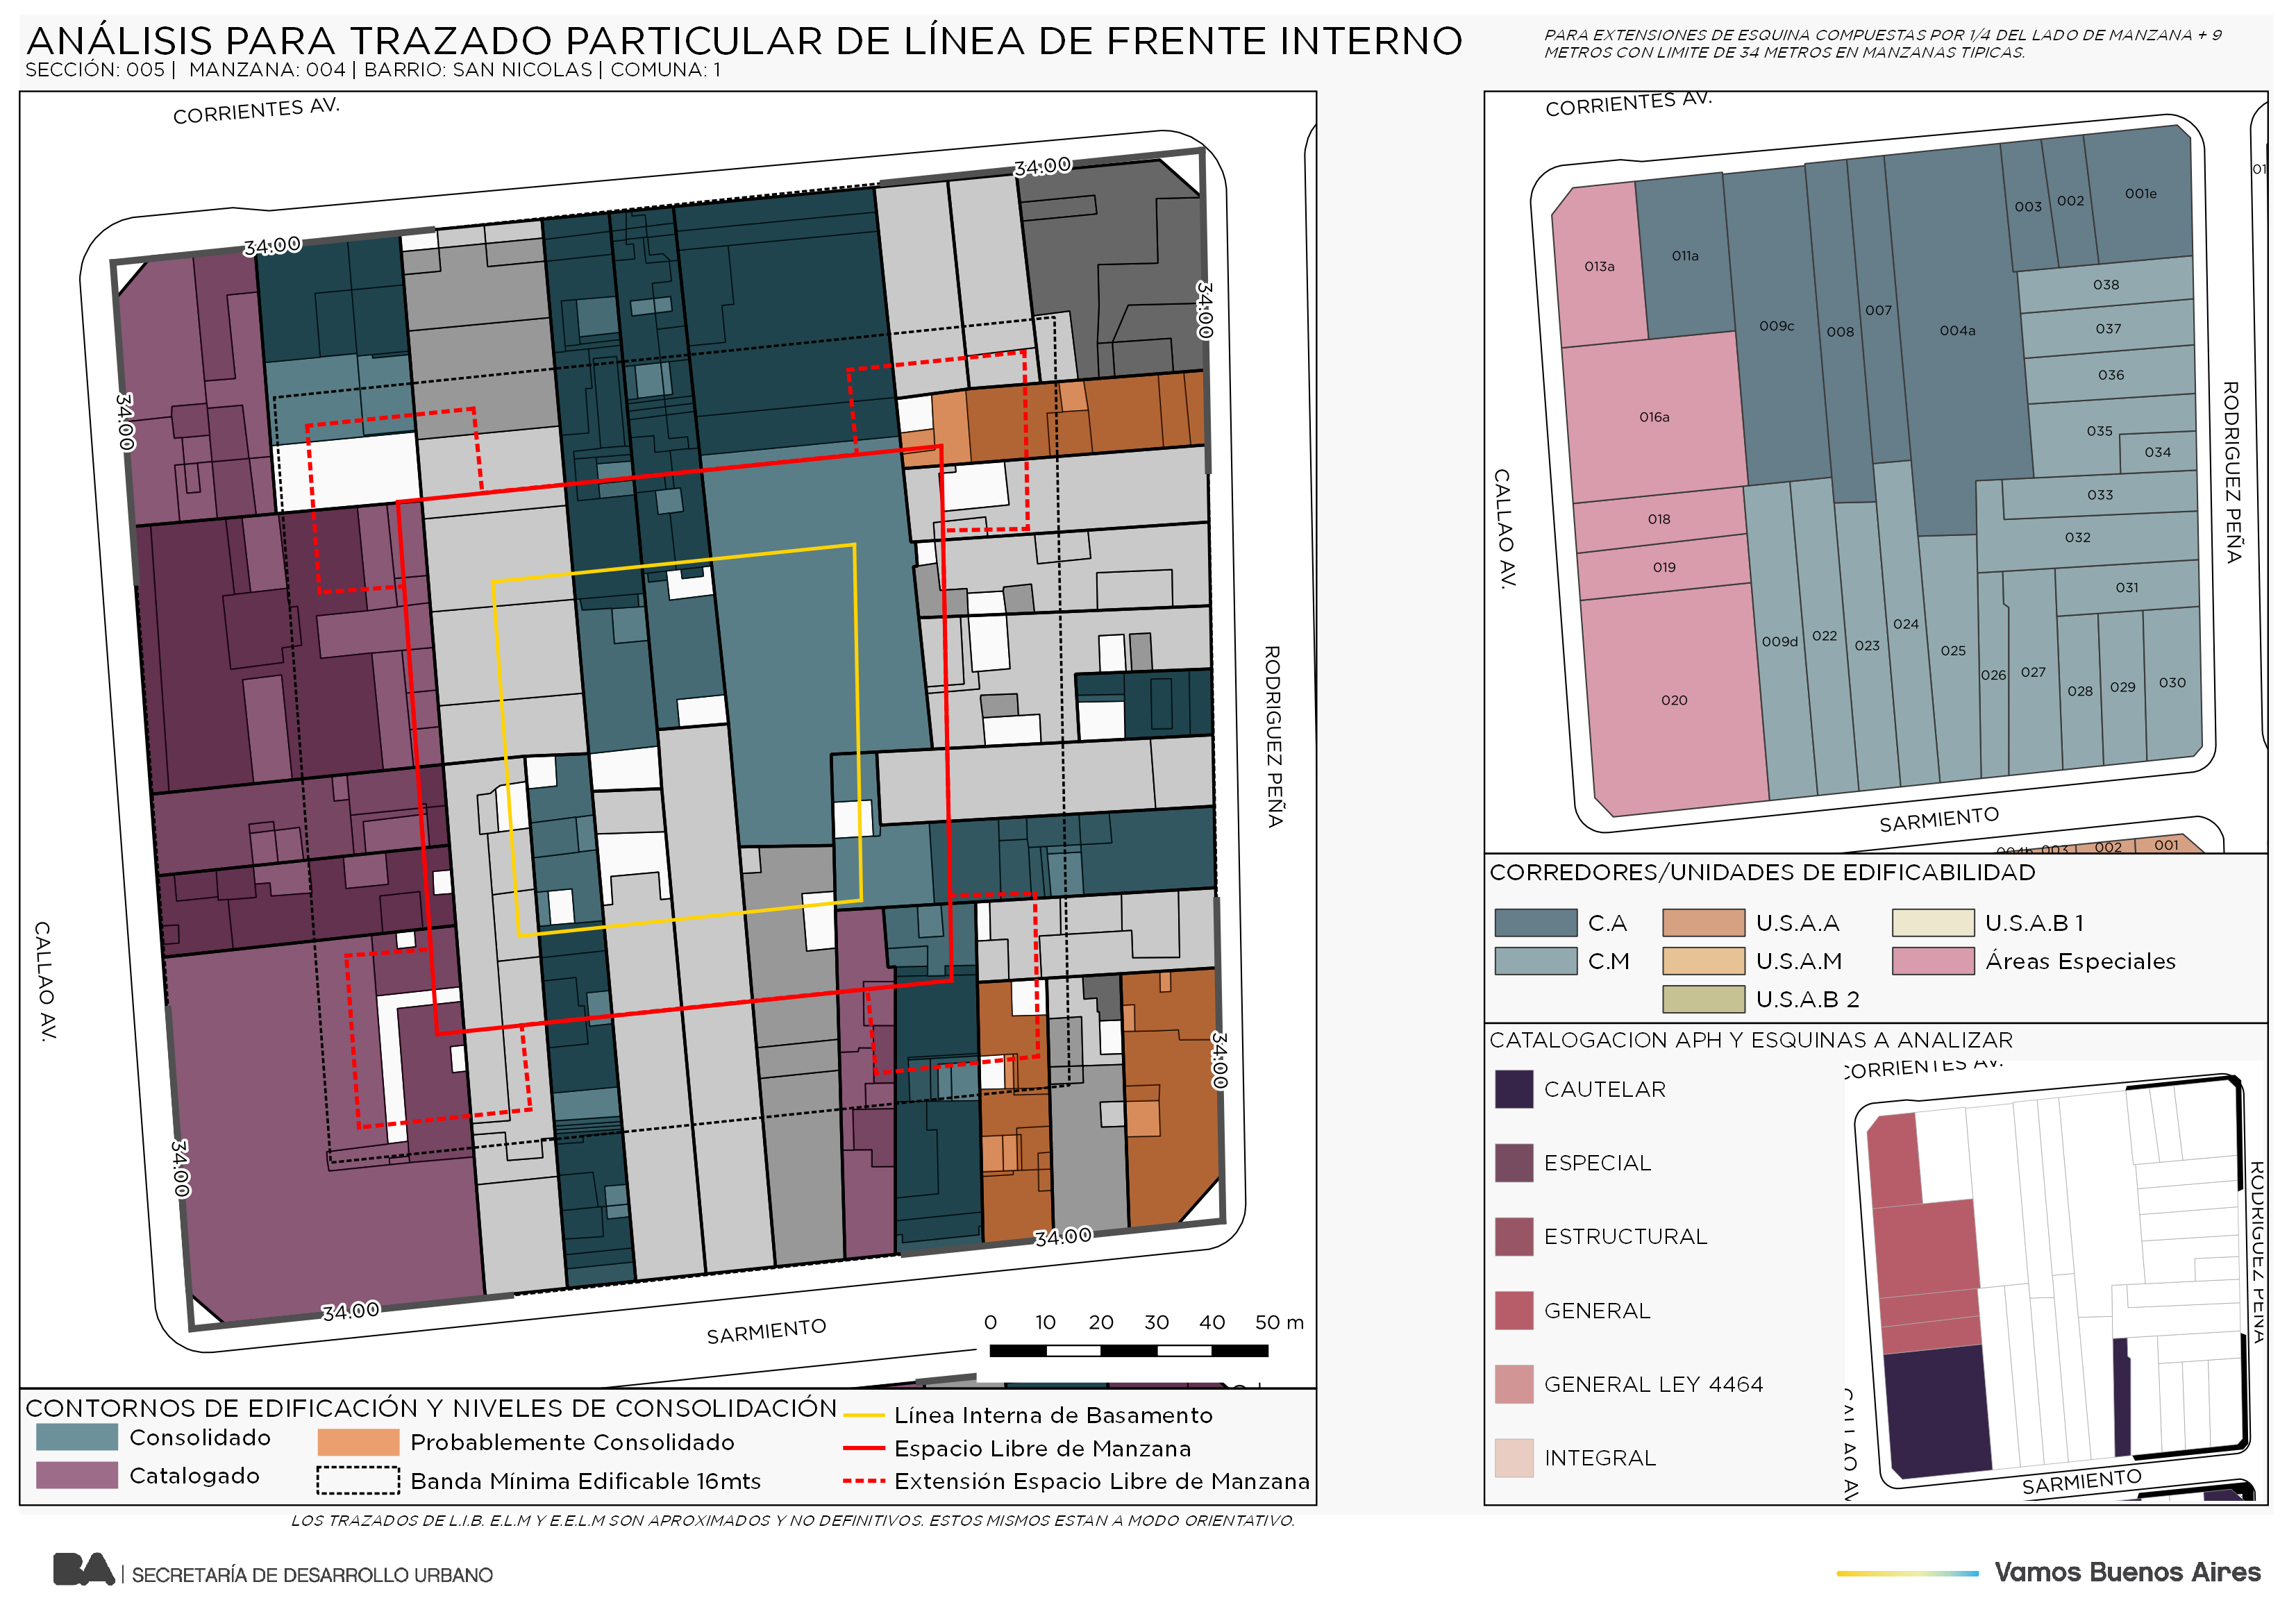 ANÁLISIS PARA TRAZADO PARTICULAR DE LÍNEA DE FRENTE INTERNO
SECCIÓN: 005 | MANZANA: 004 | BARRIO: SAN NICOLAS | COMUNA: 1
PARA EXTENSIONES DE ESQUINA COMPUESTAS POR 1/4 DEL LADO DE MANZANA + 9
METROS CON LIMITE DE 34 METROS EN MANZANAS TIPICAS.
CORRIENTES AV.
34:00
34:00
34:00
34:00
RODRIGUEZ PEÑA
CALLAO AV.
34:00
34:00
34:00
34:00
SARMIENTO
0 10 20 30 40 50 m
CONTORNOS DE EDIFICACIÓN Y NIVELES DE CONSOLIDACIÓN
Consolidado
Catalogado
Probablemente Consolidado
Banda Mínima Edificable 16mts
Línea Interna de Basamento
Espacio Libre de Manzana
Extensión Espacio Libre de Manzana
LOS TRAZADOS DE L.I.B. E.L.M Y E.E.L.M SON APROXIMADOS Y NO DEFINITIVOS. ESTOS MISMOS ESTAN A MODO ORIENTATIVO.
CORRIENTES AV.
013a
011a
009c
008
007
004a
003
002
001e
038
037
036
035
034
033
032
031
016a
018
019
020
009d
022
023
024
025
026
027
028
029
030
CALLAO AV.
RODRIGUEZ PEÑA
SARMIENTO
004b 003 002 001
CORREDORES/UNIDADES DE EDIFICABILIDAD
C.A
C.M
U.S.A.A
U.S.A.M
U.S.A.B 2
U.S.A.B 1
Áreas Especiales
CATALOGACION APH Y ESQUINAS A ANALIZAR
CAUTELAR
ESPECIAL
ESTRUCTURAL
GENERAL
GENERAL LEY 4464
INTEGRAL
CORRIENTES AV.
RODRIGUEZ PEÑA
CALLAO AV.
SARMIENTO
BA | SECRETARÍA DE DESARROLLO URBANO
Vamos Buenos Aires